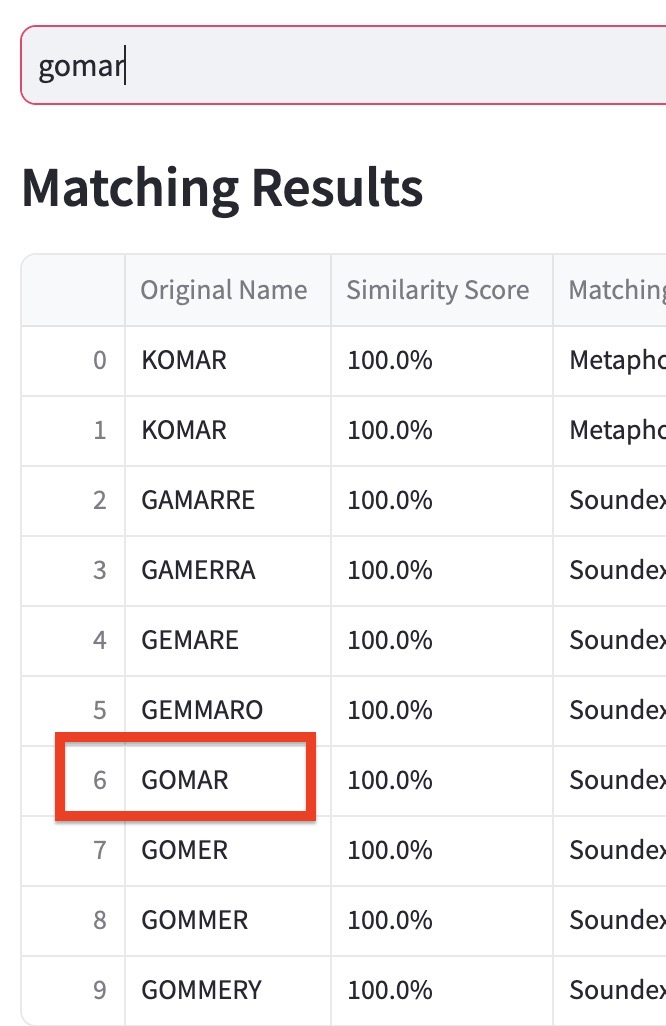 gomar
Matching Results
Original Name Similarity Score Matching
0 KOMAR 100.0% Metapho
1 KOMAR 100.0% Metapho
2 GAMARRE 100.0% Soundex
3 GAMERRA 100.0% Soundex
4 GEMARE 100.0% Soundex
5 GEMMARO 100.0% Soundex
6 GOMAR 100.0% Soundex
7 GOMER 100.0% Soundex
8 GOMMER 100.0% Soundex
9 GOMMERY 100.0% Soundex